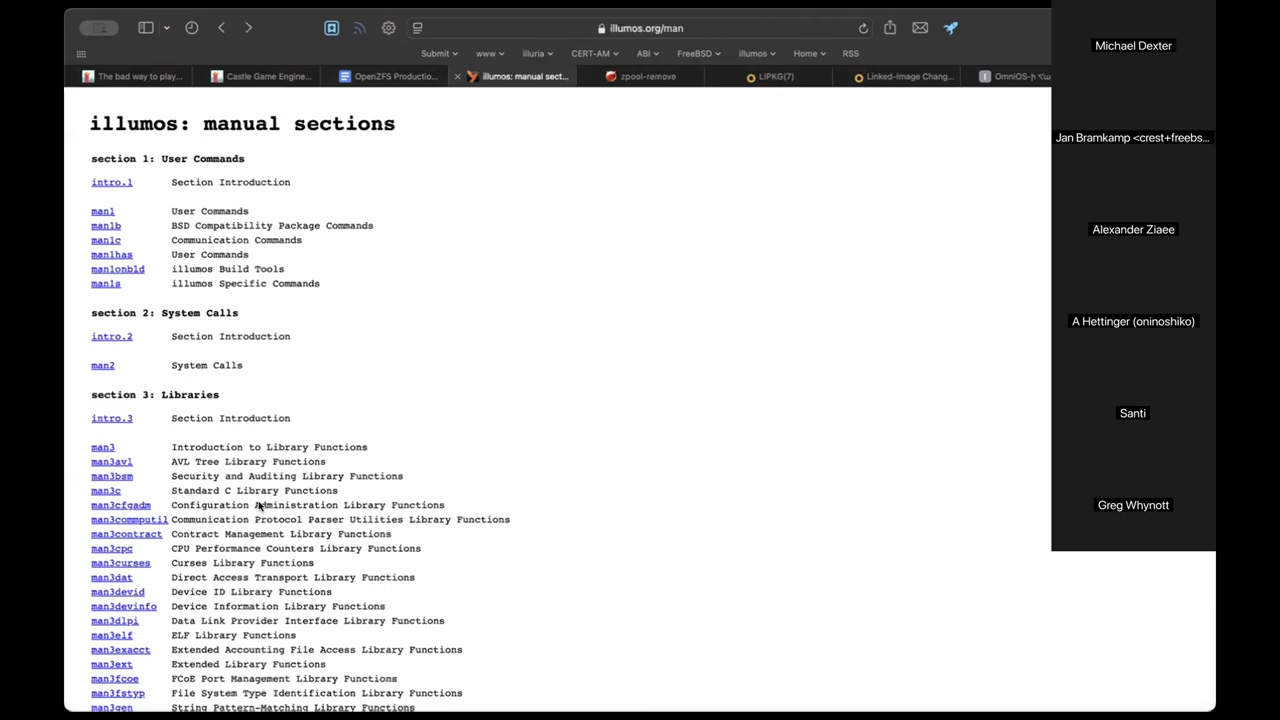 illumos.org/man
Submit www illuria CERT-AM ABI FreeBSD illumos Home RSS
The bad way to play... Castle Game Engine... OpenZFS Productio... illumos: manual sect... zpool-remove LIPKG(7) Linked-Image Chang... OmniOS-ի
illumos: manual sections
section 1: User Commands
intro.1 Section Introduction
man1 User Commands
man1b BSD Compatibility Package Commands
man1c Communication Commands
man1has User Commands
man1onbld illumos Build Tools
man1s illumos Specific Commands
section 2: System Calls
intro.2 Section Introduction
man2 System Calls
section 3: Libraries
intro.3 Section Introduction
man3 Introduction to Library Functions
man3avl AVL Tree Library Functions
man3bsm Security and Auditing Library Functions
man3c Standard C Library Functions
man3cfgadm Configuration Administration Library Functions
man3commputil Communication Protocol Parser Utilities Library Functions
man3contract Contract Management Library Functions
man3cpc CPU Performance Counters Library Functions
man3curses Curses Library Functions
man3dat Direct Access Transport Library Functions
man3devid Device ID Library Functions
man3devinfo Device Information Library Functions
man3dlpi Data Link Provider Interface Library Functions
man3elf ELF Library Functions
man3exacct Extended Accounting File Access Library Functions
man3ext Extended Library Functions
man3fcoe FCoE Port Management Library Functions
man3fstyp File System Type Identification Library Functions
man3gen String Pattern-Matching Library Functions
Michael Dexter
Jan Bramkamp <crest+freebs...
Alexander Ziaee
A Hettinger (oninoshiko)
Santi
Greg Whynott